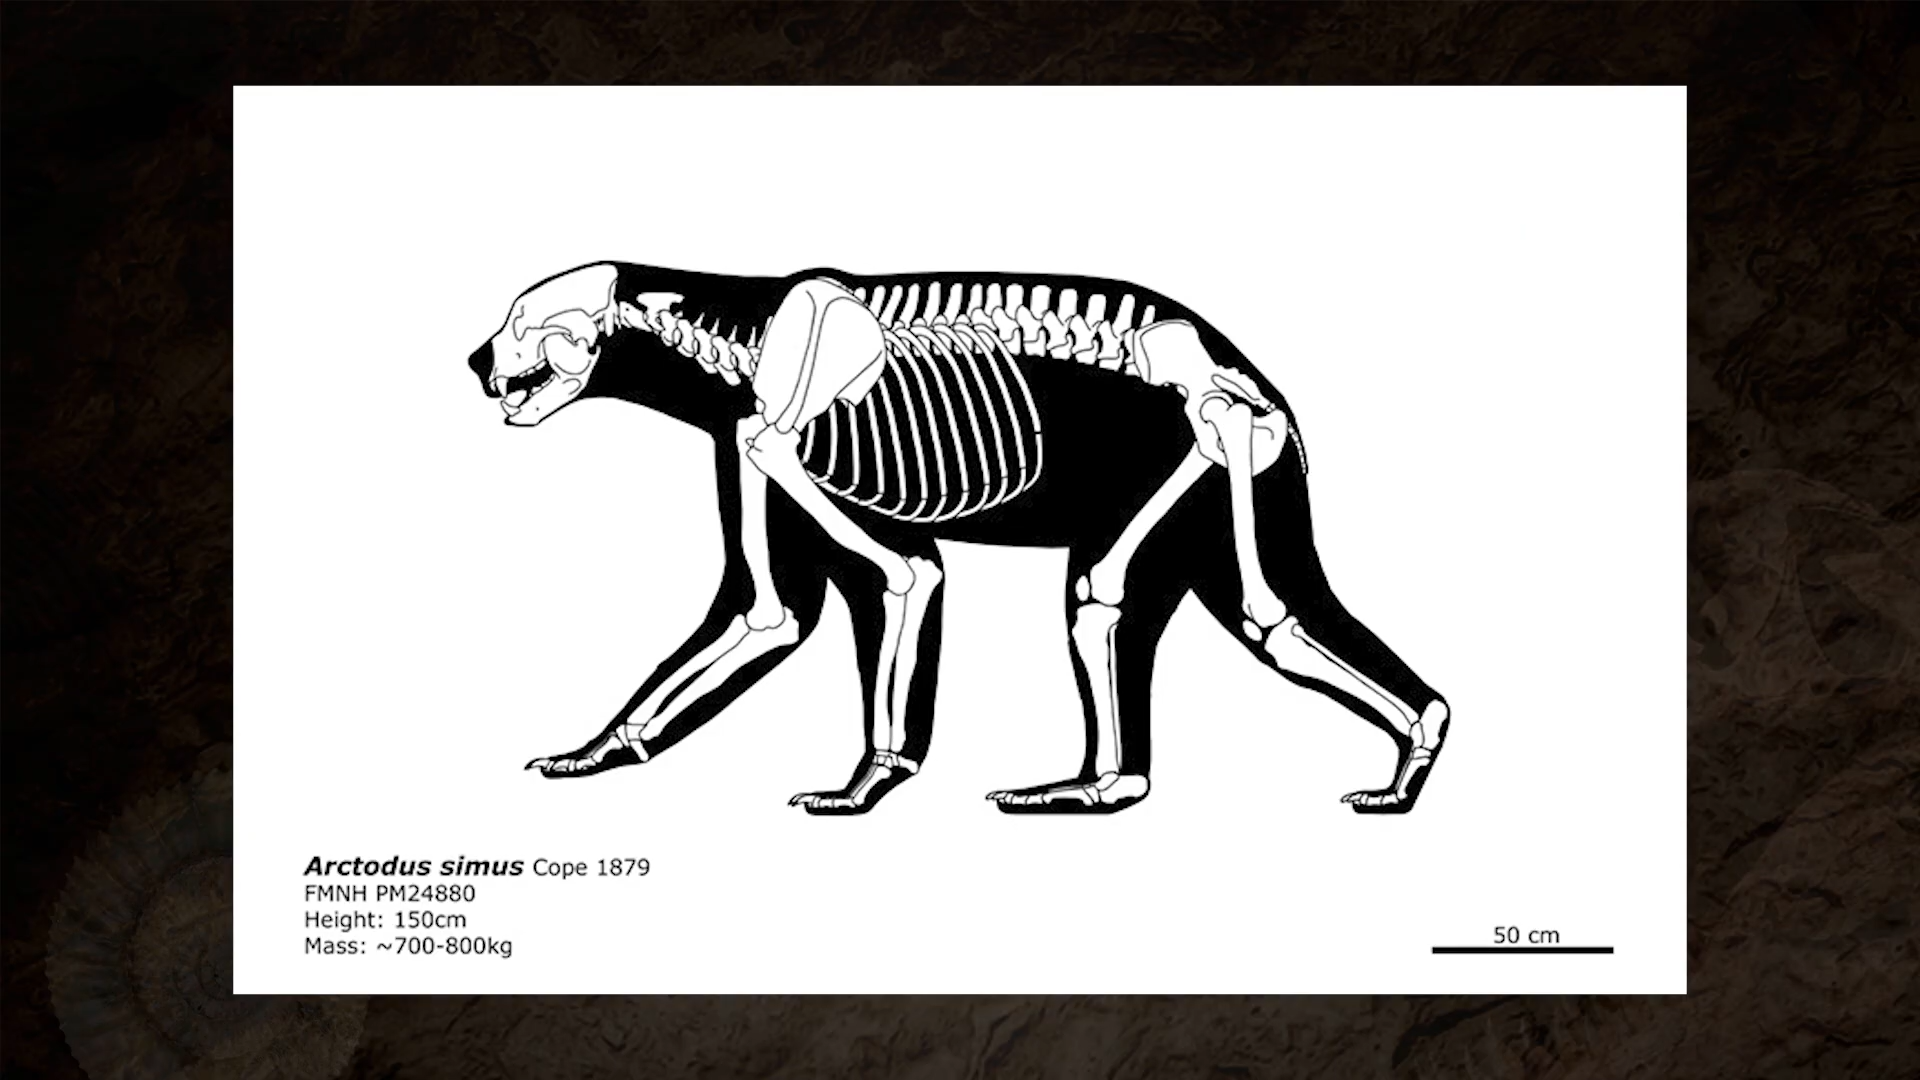 Arctodus simus Cope 1879
FMNH PM24880
Height: 150cm
Mass: ~700-800kg
50 cm